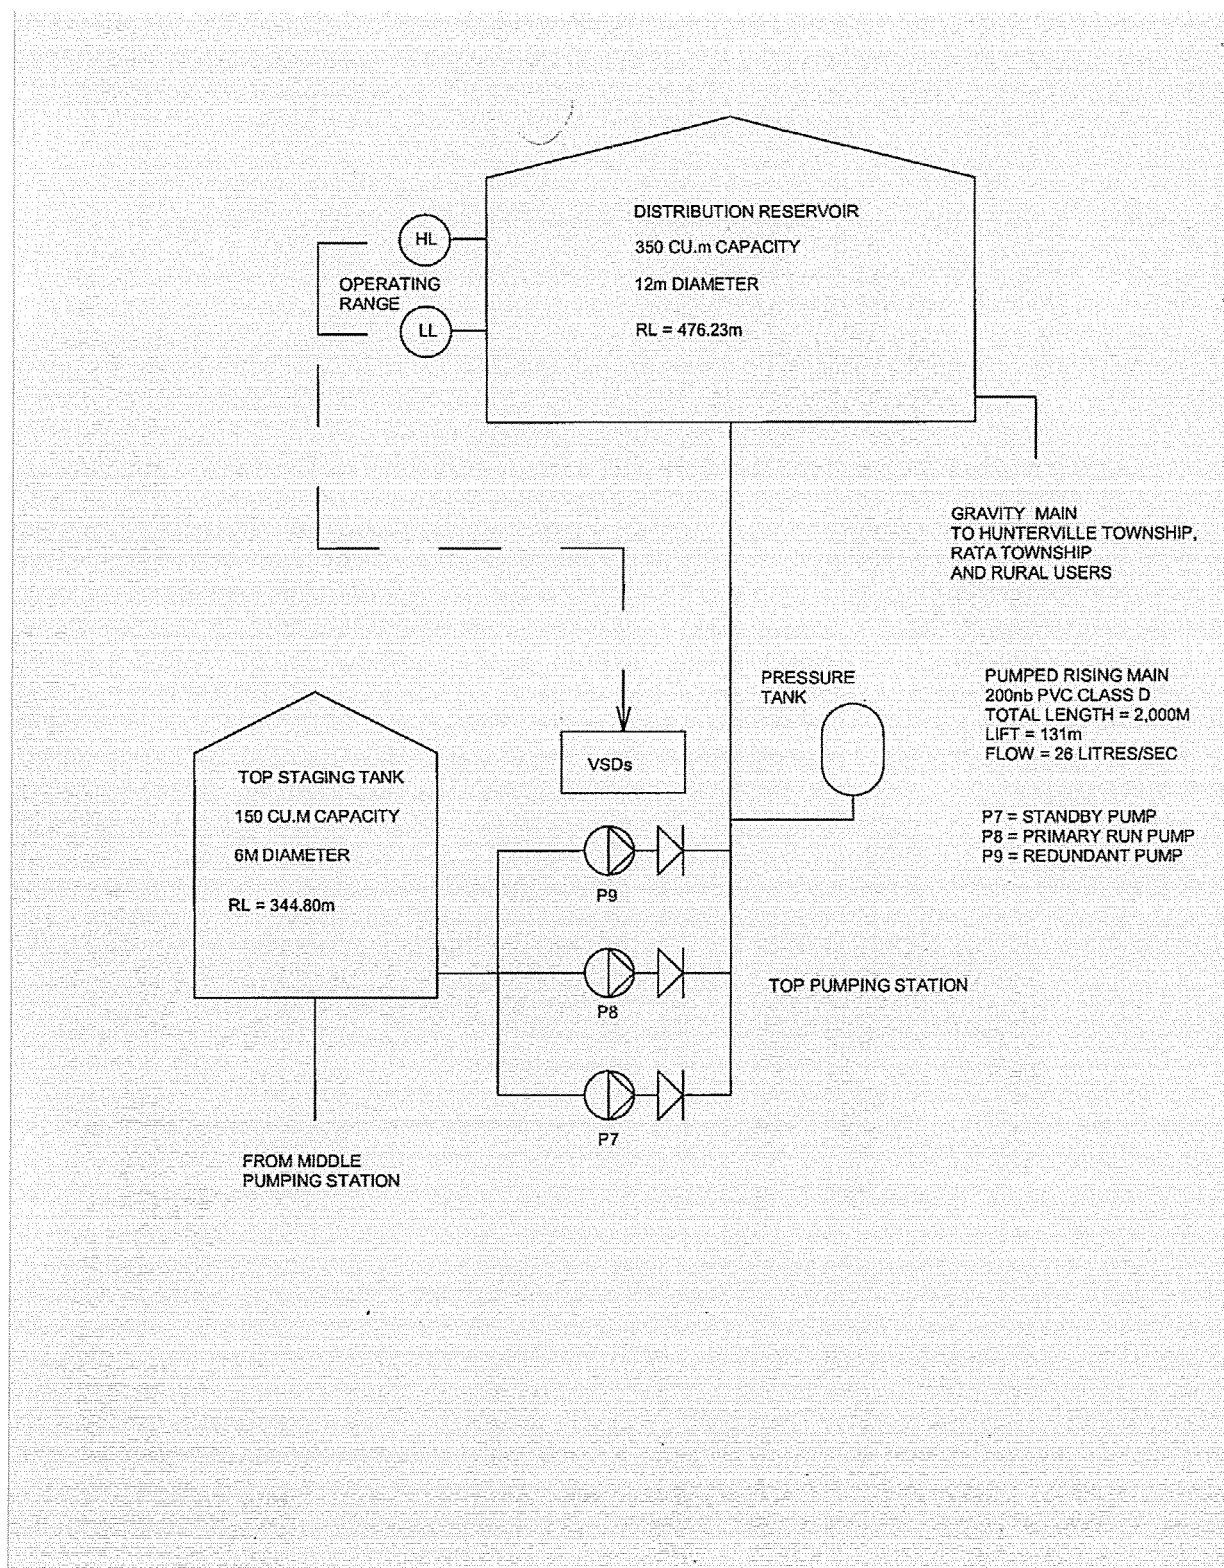 DISTRIBUTION RESERVOIR
350 CU.m CAPACITY
12m DIAMETER
RL = 476.23m
HL
OPERATING
RANGE
LL
GRAVITY MAIN
TO HUNTERVILLE TOWNSHIP,
RATA TOWNSHIP
AND RURAL USERS
PRESSURE
TANK
PUMPED RISING MAIN
200nb PVC CLASS D
TOTAL LENGTH = 2,000M
LIFT = 131m
FLOW = 26 LITRES/SEC
VSDs
TOP STAGING TANK
150 CU.M CAPACITY
6M DIAMETER
RL = 344.80m
P7 = STANDBY PUMP
P8 = PRIMARY RUN PUMP
P9 = REDUNDANT PUMP
P9
P8
TOP PUMPING STATION
P7
FROM MIDDLE
PUMPING STATION